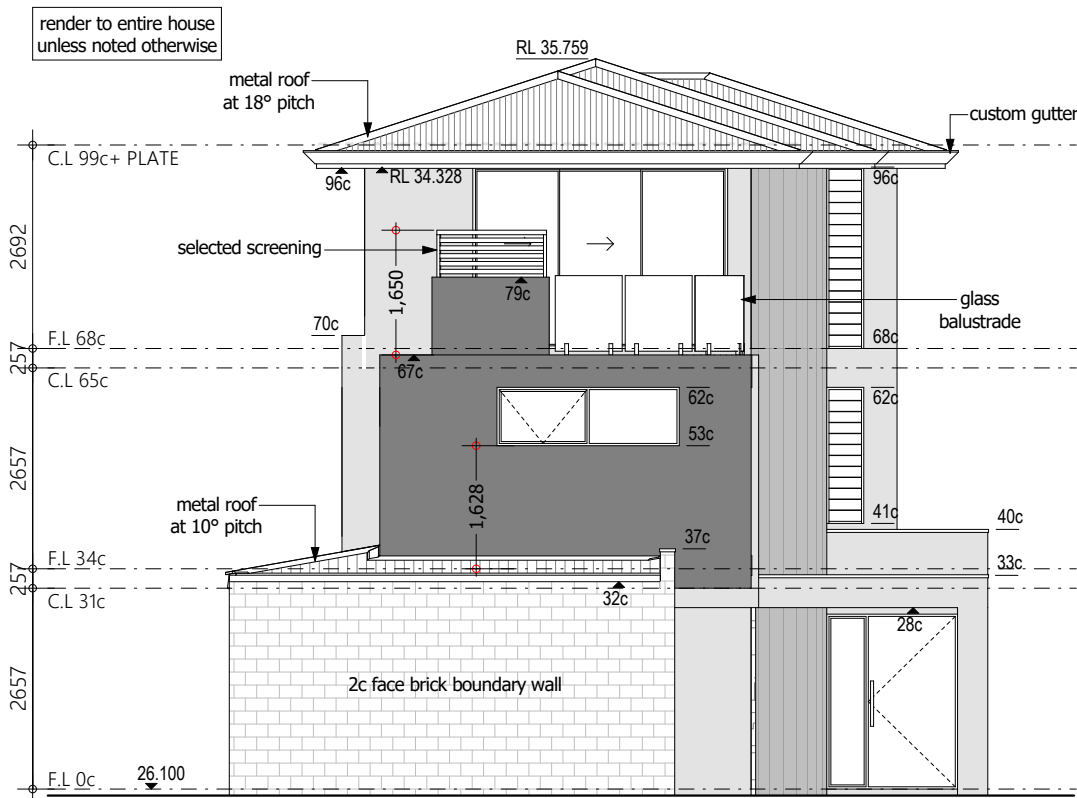 render to entire house
unless noted otherwise
RL 35.759
metal roof
at 18° pitch
custom gutter
C.L 99c+ PLATE
96c
RL 34.328
96c
2692
selected screening
1,650
79c
glass
balustrade
70c
F.L 68c
68c
257
67c
C.L 65c
62c
62c
53c
2657
1,628
metal roof
at 10° pitch
41c
40c
37c
F.L 34c
33c
257
C.L 31c
32c
28c
2657
2c face brick boundary wall
F.L 0c
26.100